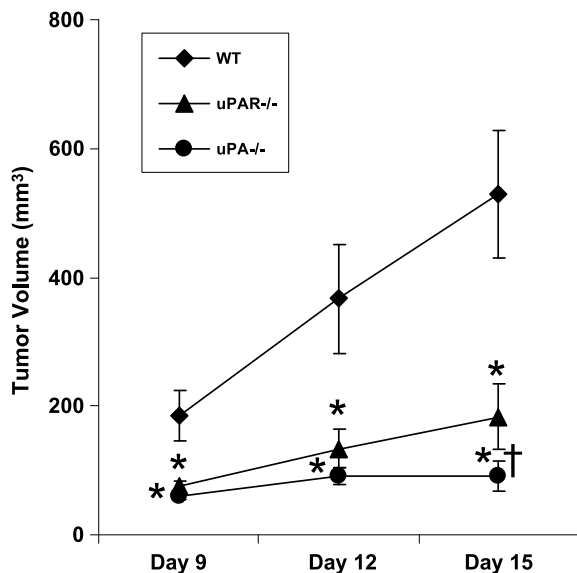 800
WT
uPAR-/-
uPA-/-
600
400
200
0
Tumor Volume (mm³)
*
*
*
*
*
*†
Day 9
Day 12
Day 15